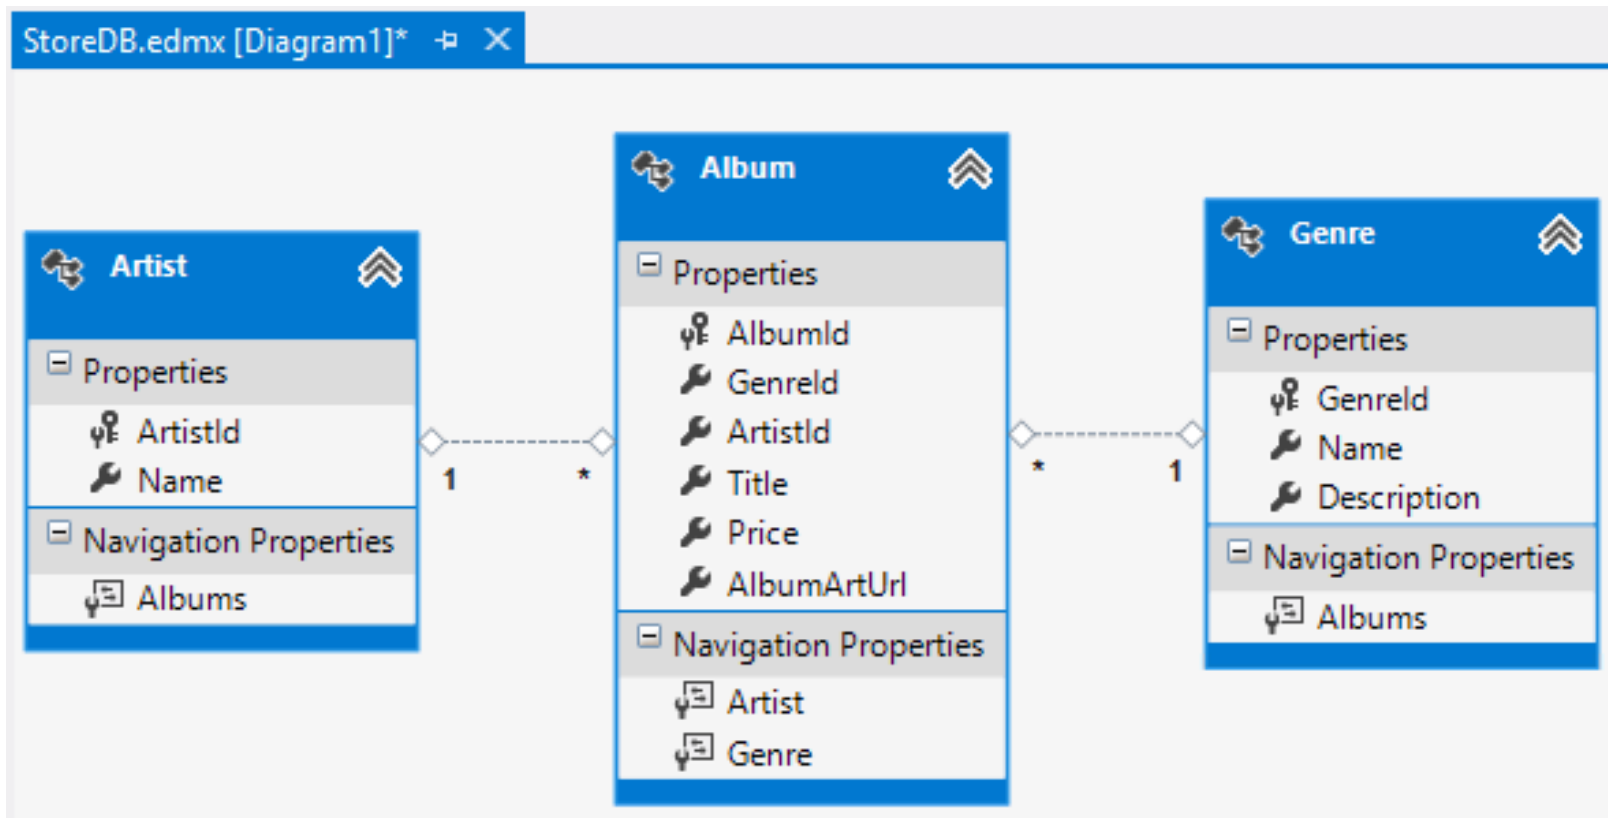 StoreDB.edmx [Diagram1]*
Artist
Properties
ArtistId
Name
Navigation Properties
Albums
1
*
Album
Properties
AlbumId
GenreId
ArtistId
Title
Price
AlbumArtUrl
Navigation Properties
Artist
Genre
*
1
Genre
Properties
GenreId
Name
Description
Navigation Properties
Albums